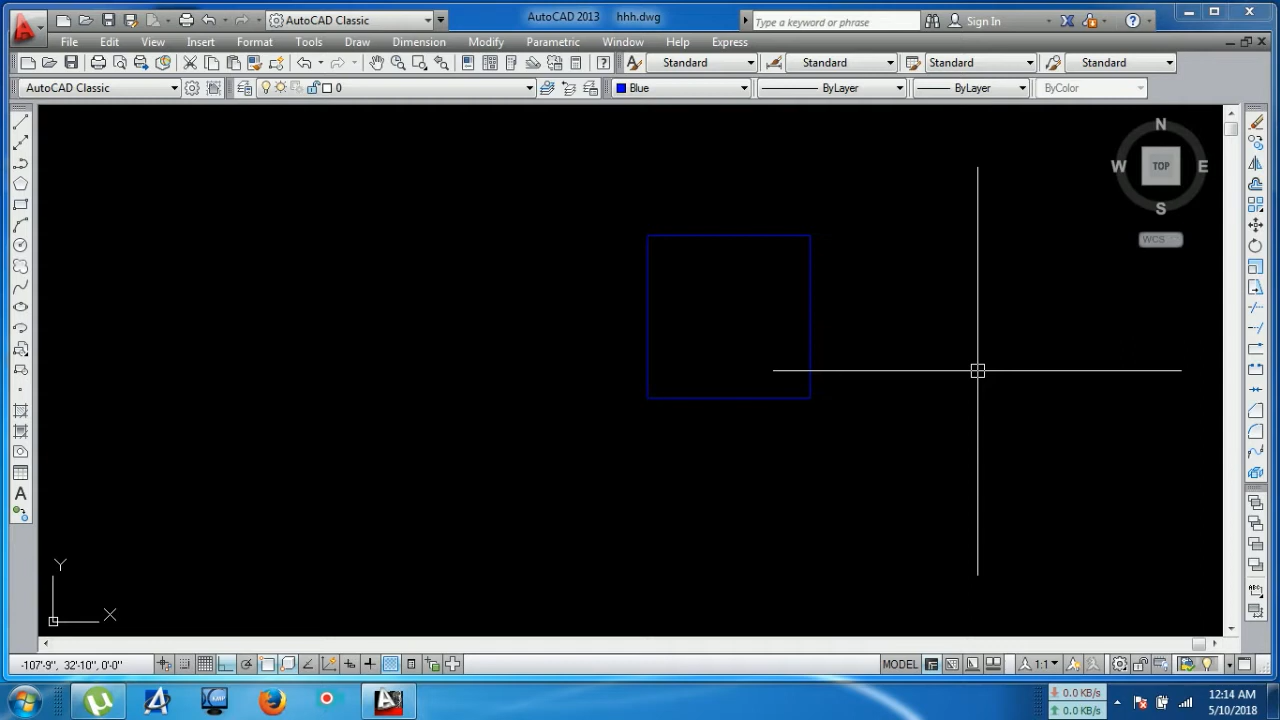 AutoCAD Classic
AutoCAD 2013 hhh.dwg
Type a keyword or phrase
Sign In
File Edit View Insert Format Tools Draw Dimension Modify Parametric Window Help Express
Standard Standard Standard Standard
AutoCAD Classic 0 Blue ByLayer ByLayer ByColor
N
W TOP E
S
WCS
Y
X
A
-107'-9", 32'-10", 0'-0" MODEL 1:1
0.0 KB/s
0.0 KB/s
12:14 AM
5/10/2018